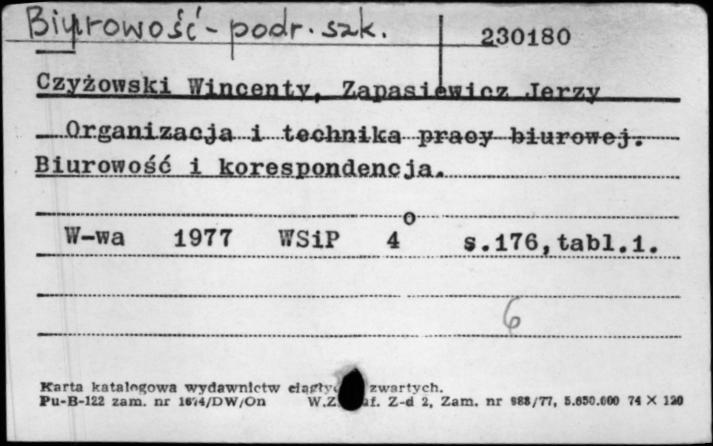 Biurowość - podr. szk.
230180
Czyżowski Wincenty, Zapasiewicz Jerzy
Organizacja i technika pracy biurowej.
Biurowość i korespondencja.
W-wa 1977 WSiP 4° s.176,tabl.1.
6
Karta katalogowa wydawnictw zwartych.
Pu-B-122 zam. nr 1674/DW/On Z-d 2, Zam. nr 988/77, 5.650.000 74 X 120